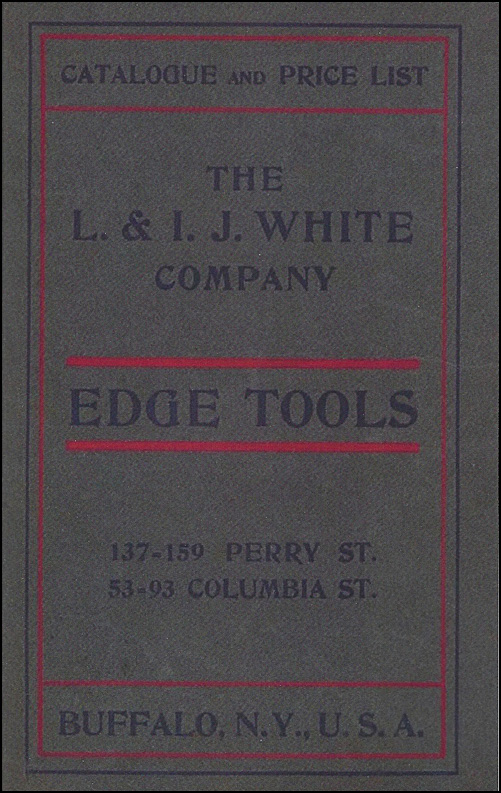 CATALOGUE AND PRICE LIST
THE
L. & I. J. WHITE
COMPANY
EDGE TOOLS
137-159 PERRY ST.
53-93 COLUMBIA ST.
BUFFALO, N.Y., U.S.A.